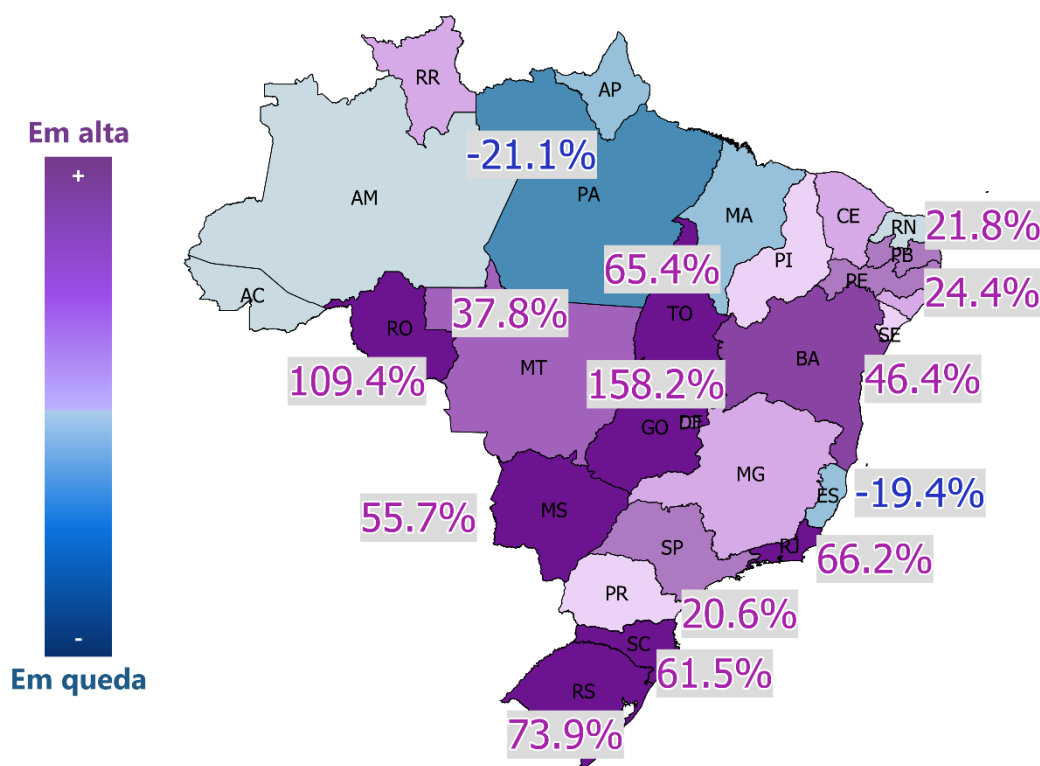 Em alta
+
-
Em queda
RR
AP
-21.1%
AM
PA
MA
CE
RN
21.8%
PB
PI
PE
24.4%
65.4%
AC
TO
37.8%
RO
SE
BA
46.4%
MT
109.4%
158.2%
GO
DF
MG
ES
-19.4%
55.7%
MS
SP
RJ
66.2%
PR
20.6%
SC
61.5%
RS
73.9%